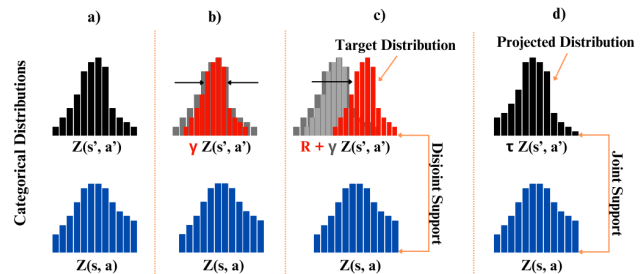 a)
b)
c)
d)
Categorical Distributions
Target Distribution
Projected Distribution
Z(s', a')
γ Z(s', a')
R + γ Z(s', a')
τ Z(s', a')
Disjoint Support
Joint Support
Z(s, a)
Z(s, a)
Z(s, a)
Z(s, a)